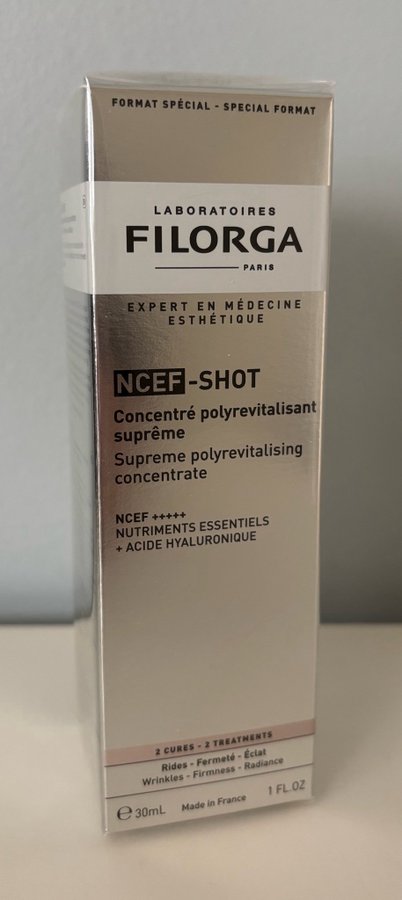 FORMAT SPÉCIAL - SPECIAL FORMAT
LABORATOIRES
FILORGA
PARIS
EXPERT EN MÉDECINE
ESTHÉTIQUE
NCEF-SHOT
Concentré polyrevitalisant
suprême
Supreme polyrevitalising
concentrate
NCEF +++++
NUTRIMENTS ESSENTIELS
+ ACIDE HYALURONIQUE
2 CURES - 2 TREATMENTS
Rides - Fermeté - Éclat
Wrinkles - Firmness - Radiance
℮30mL Made in France 1 FL.OZ